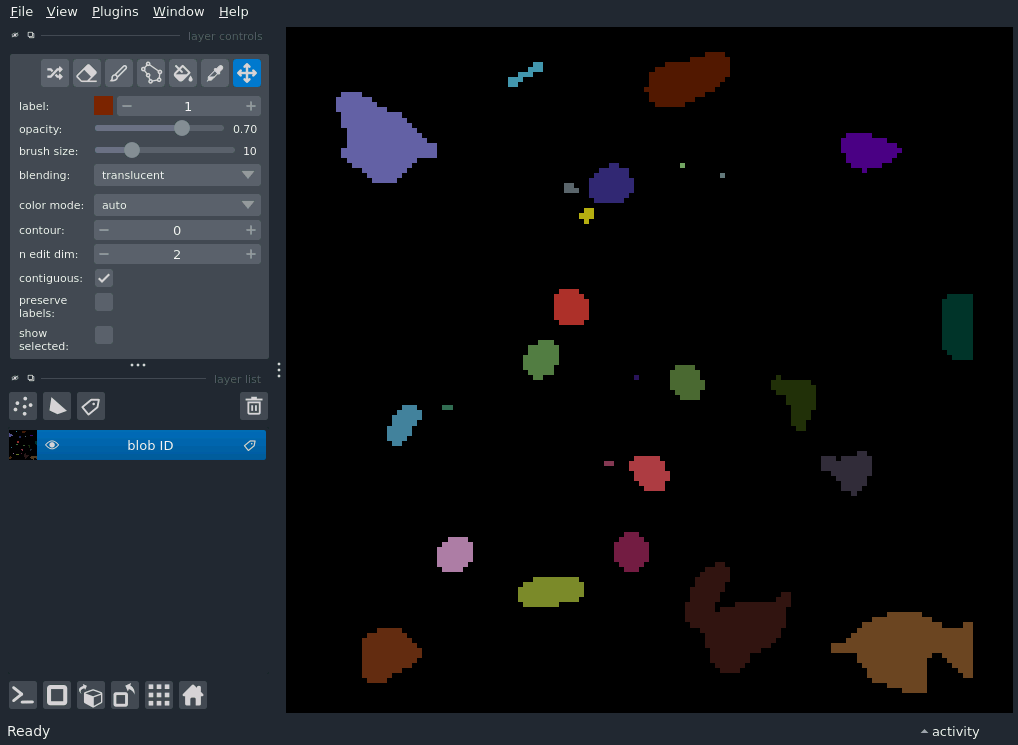 File View Plugins Window Help
layer controls
label: 1
opacity: 0.70
brush size: 10
blending: translucent
color mode: auto
contour: 0
n edit dim: 2
contiguous:
preserve
labels:
show
selected:
layer list
blob ID
Ready activity